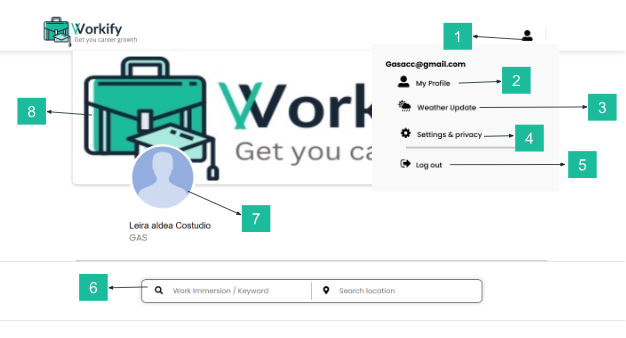 Workify
Get you career growth
1
Gasacc@gmail.com
My Profile
2
Weather Update
3
Settings & privacy
4
Log out
5
8
Work
Get you ca
7
Leira aldea Costudio
GAS
6
Work Immersion / Keyword
Search location